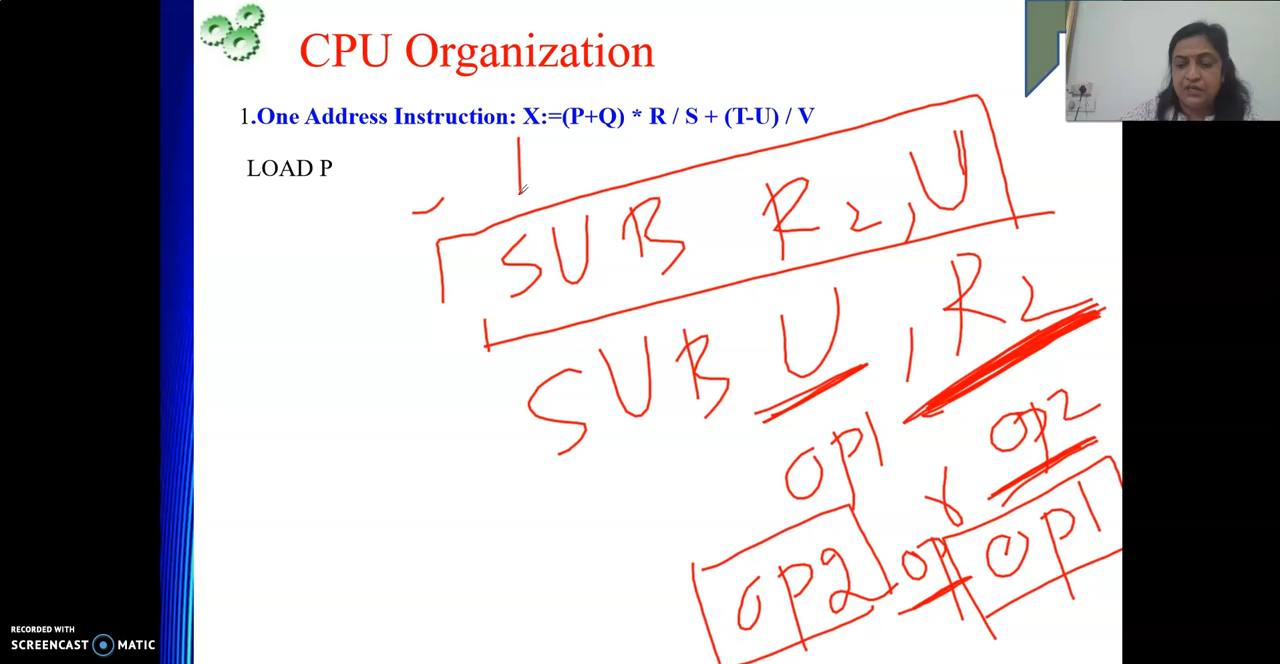 CPU Organization
1.One Address Instruction: X:=(P+Q) * R / S + (T-U) / V
LOAD P
SUB R2,U
SUB U,R2
OP1 OP2
OP2 OP OP1
RECORDED WITH
SCREENCAST MATIC